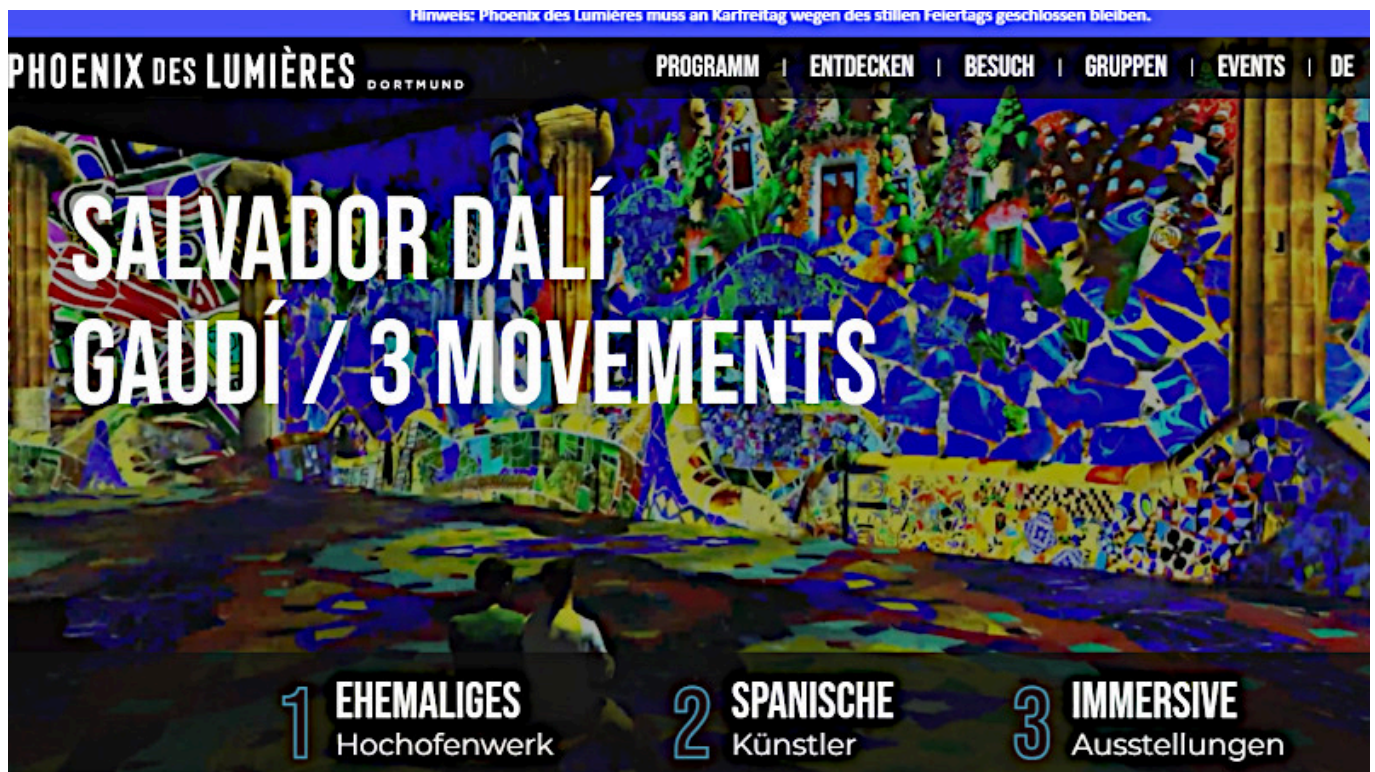 Hinweis: Phoenix des Lumières muss an Karfreitag wegen des stillen Feiertags geschlossen bleiben.
PHOENIX DES LUMIÈRES DORTMUND
PROGRAMM | ENTDECKEN | BESUCH | GRUPPEN | EVENTS | DE
SALVADOR DALÍ
GAUDÍ / 3 MOVEMENTS
1 EHEMALIGES
Hochofenwerk
2 SPANISCHE
Künstler
3 IMMERSIVE
Ausstellungen